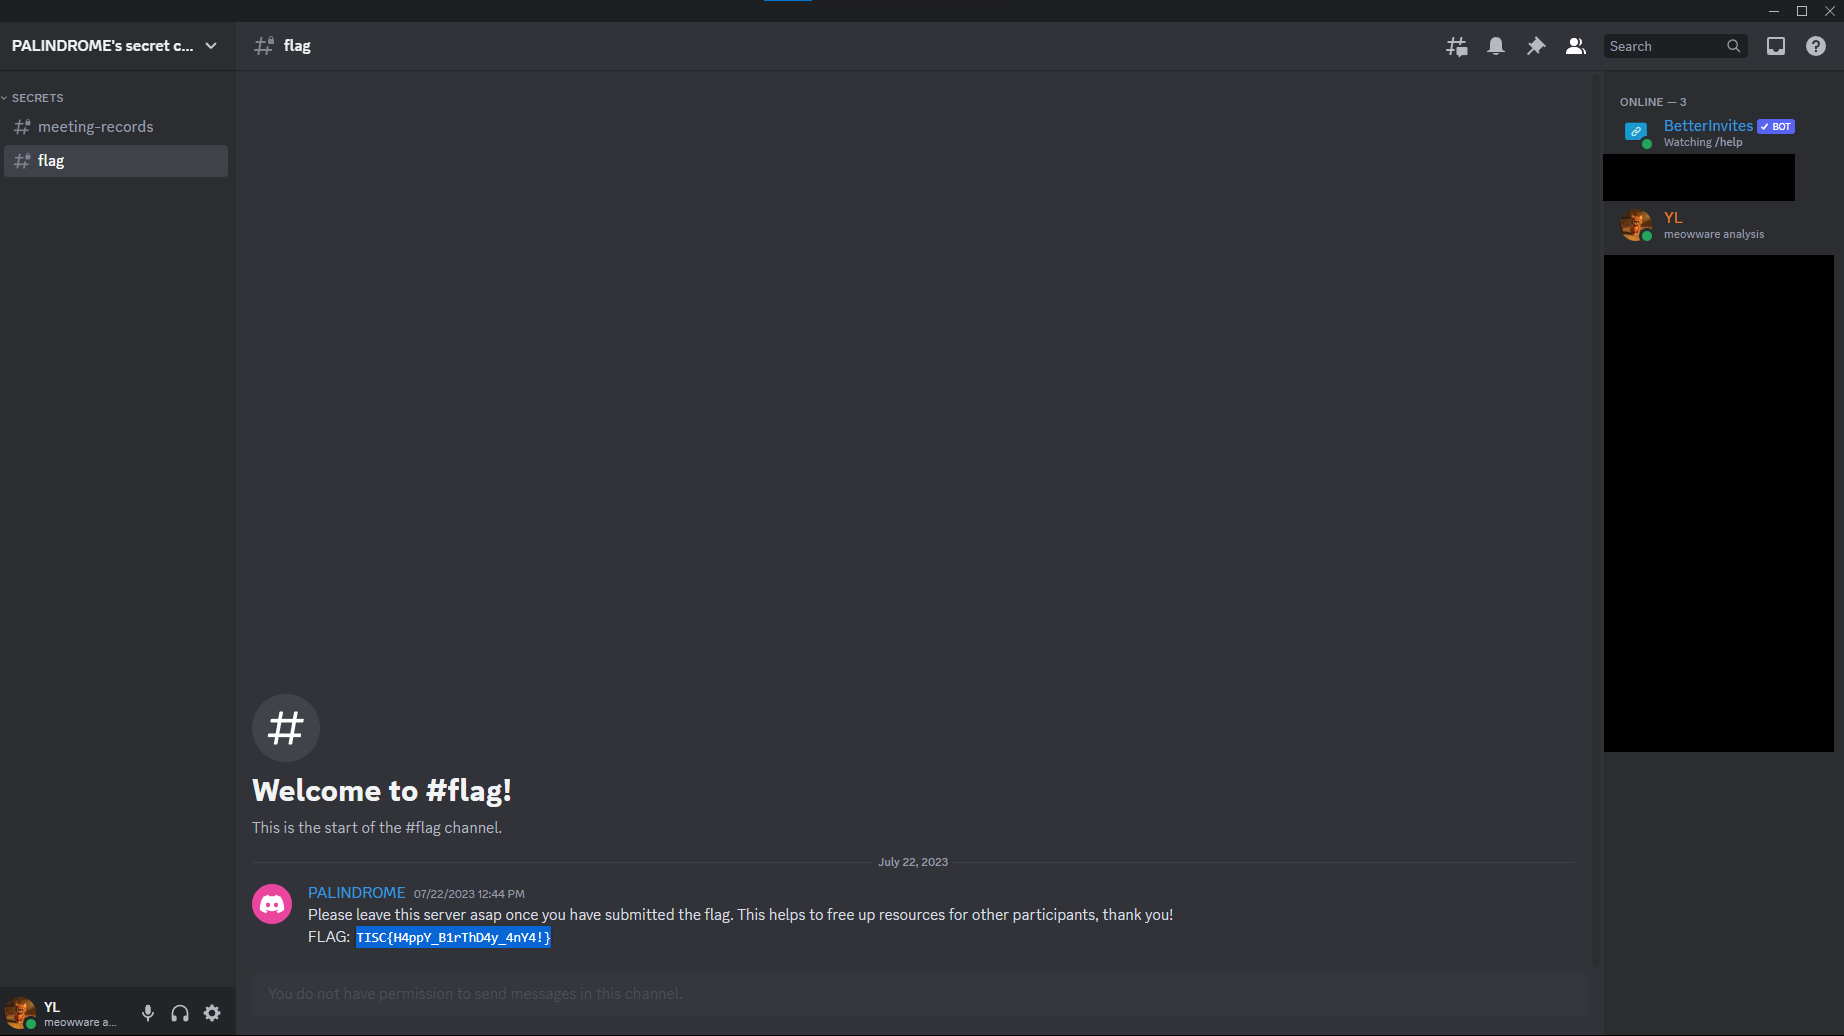 PALINDROME's secret c...
flag
Search
SECRETS
meeting-records
flag
ONLINE — 3
BetterInvites BOT
Watching /help
YL
meowware analysis
Welcome to #flag!
This is the start of the #flag channel.
July 22, 2023
PALINDROME 07/22/2023 12:44 PM
Please leave this server asap once you have submitted the flag. This helps to free up resources for other participants, thank you!
FLAG: TISC{H4ppY_B1rThD4y_4nY4!}
You do not have permission to send messages in this channel.
YL
meowware a...